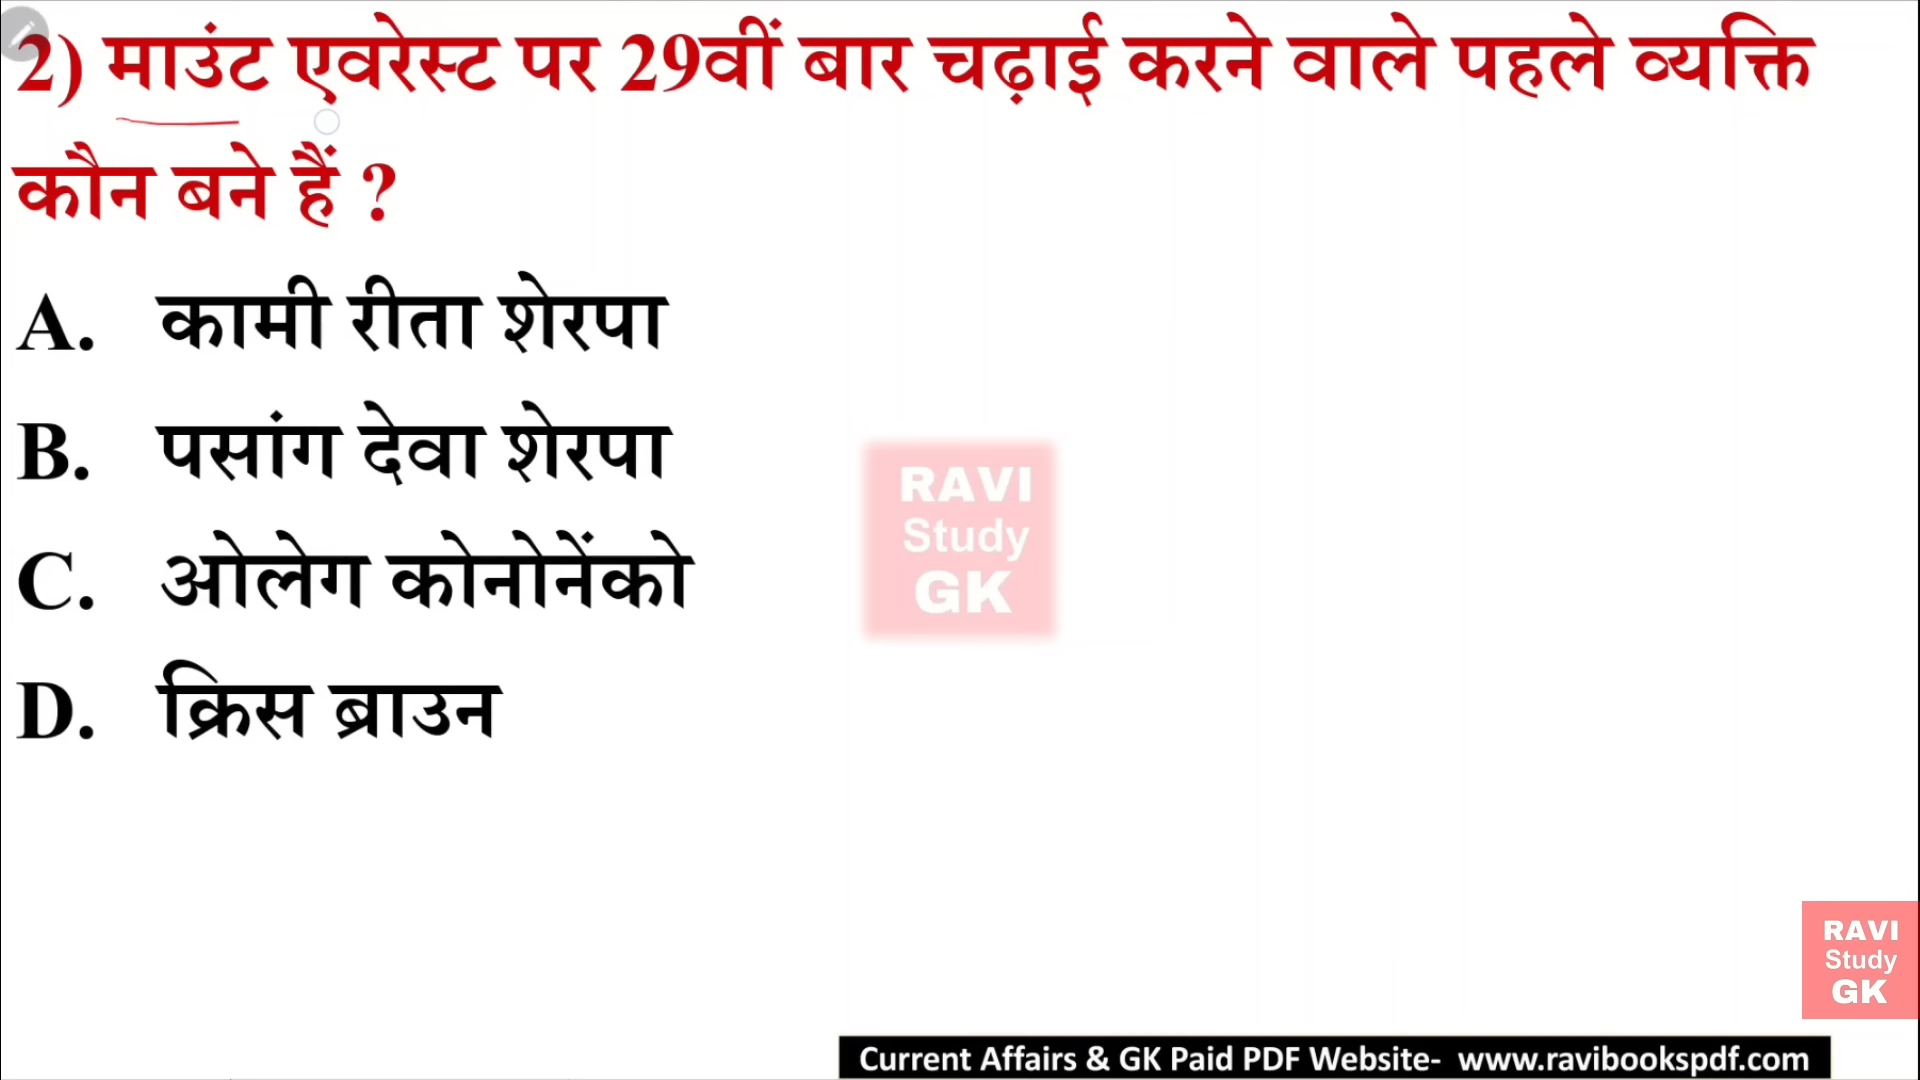 2) माउंट एवरेस्ट पर 29वीं बार चढ़ाई करने वाले पहले व्यक्ति
कौन बने हैं ?
A. कामी रीता शेरपा
B. पसांग देवा शेरपा
C. ओलेग कोनोनेंको
D. क्रिस ब्राउन
RAVI
Study
GK
RAVI
Study
GK
Current Affairs & GK Paid PDF Website- www.ravibookspdf.com